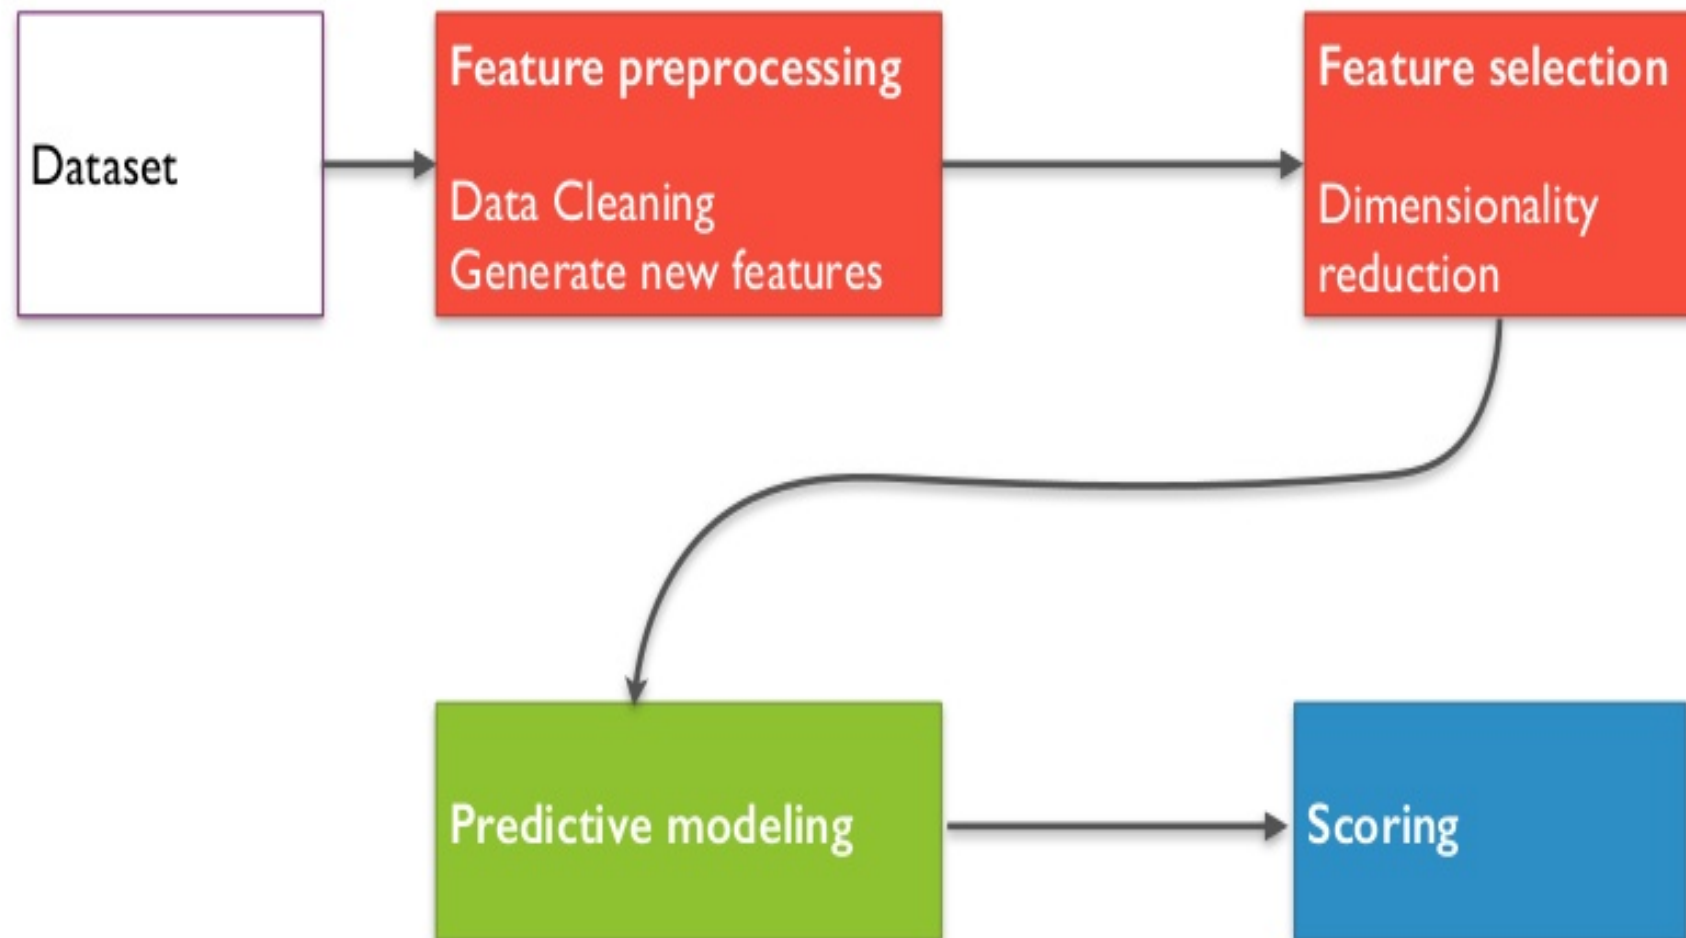 Dataset
Feature preprocessing
Data Cleaning
Generate new features
Feature selection
Dimensionality
reduction
Predictive modeling
Scoring